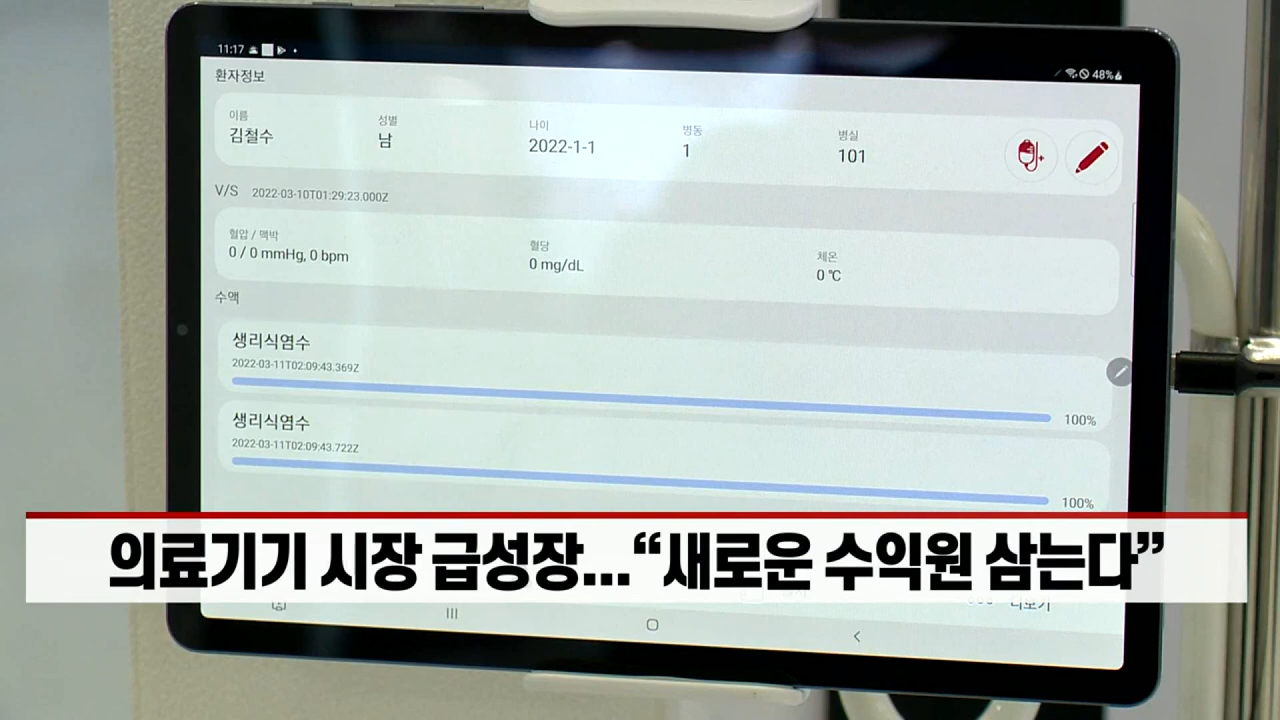 11:17
48%
환자정보
이름 성별 나이 병동 병실
김철수 남 2022-1-1 1 101
V/S 2022-03-10T01:29:23.000Z
혈압 / 맥박 혈당 체온
0 / 0 mmHg, 0 bpm 0 mg/dL 0 ℃
수액
생리식염수
2022-03-11T02:09:43.369Z
100%
생리식염수
2022-03-11T02:09:43.722Z
100%
의료기기 시장 급성장...“새로운 수익원 삼는다”
더보기